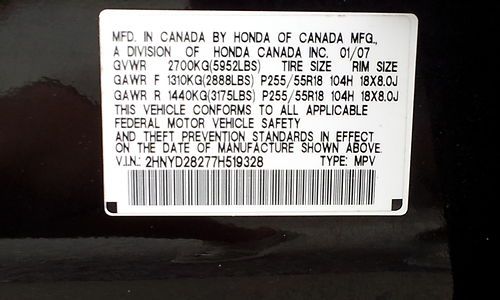 MFD. IN CANADA BY HONDA OF CANADA MFG.,
A DIVISION OF HONDA CANADA INC. 01/07
GVWR 2700KG(5952LBS) TIRE SIZE RIM SIZE
GAWR F 1310KG(2888LBS) P255/55R18 104H 18X8.0J
GAWR R 1440KG(3175LBS) P255/55R18 104H 18X8.0J
THIS VEHICLE CONFORMS TO ALL APPLICABLE
FEDERAL MOTOR VEHICLE SAFETY
AND THEFT PREVENTION STANDARDS IN EFFECT
ON THE DATE OF MANUFACTURE SHOWN ABOVE.
V.I.N.: 2HNYD28277H519328 TYPE: MPV